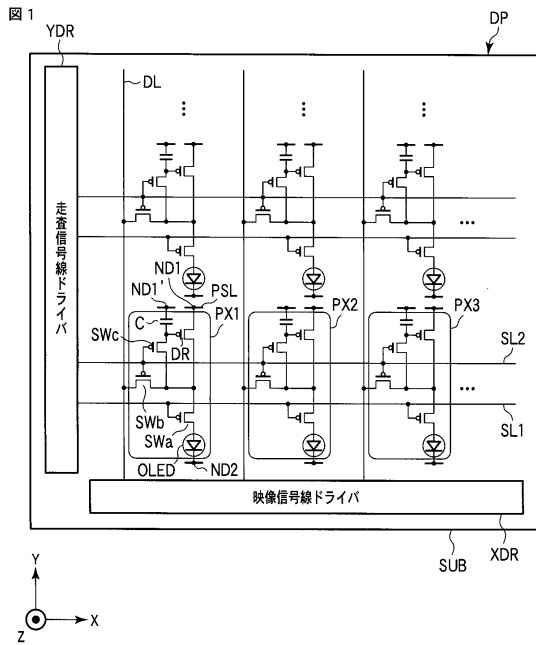 図1
YDR
DP
DL
走査信号線ドライバ
ND1
ND1'
PSL
PX1
PX2
PX3
C
SWc
DR
SL2
SWb
SWa
SL1
OLED
ND2
映像信号線ドライバ
SUB
XDR
Y
X
Z